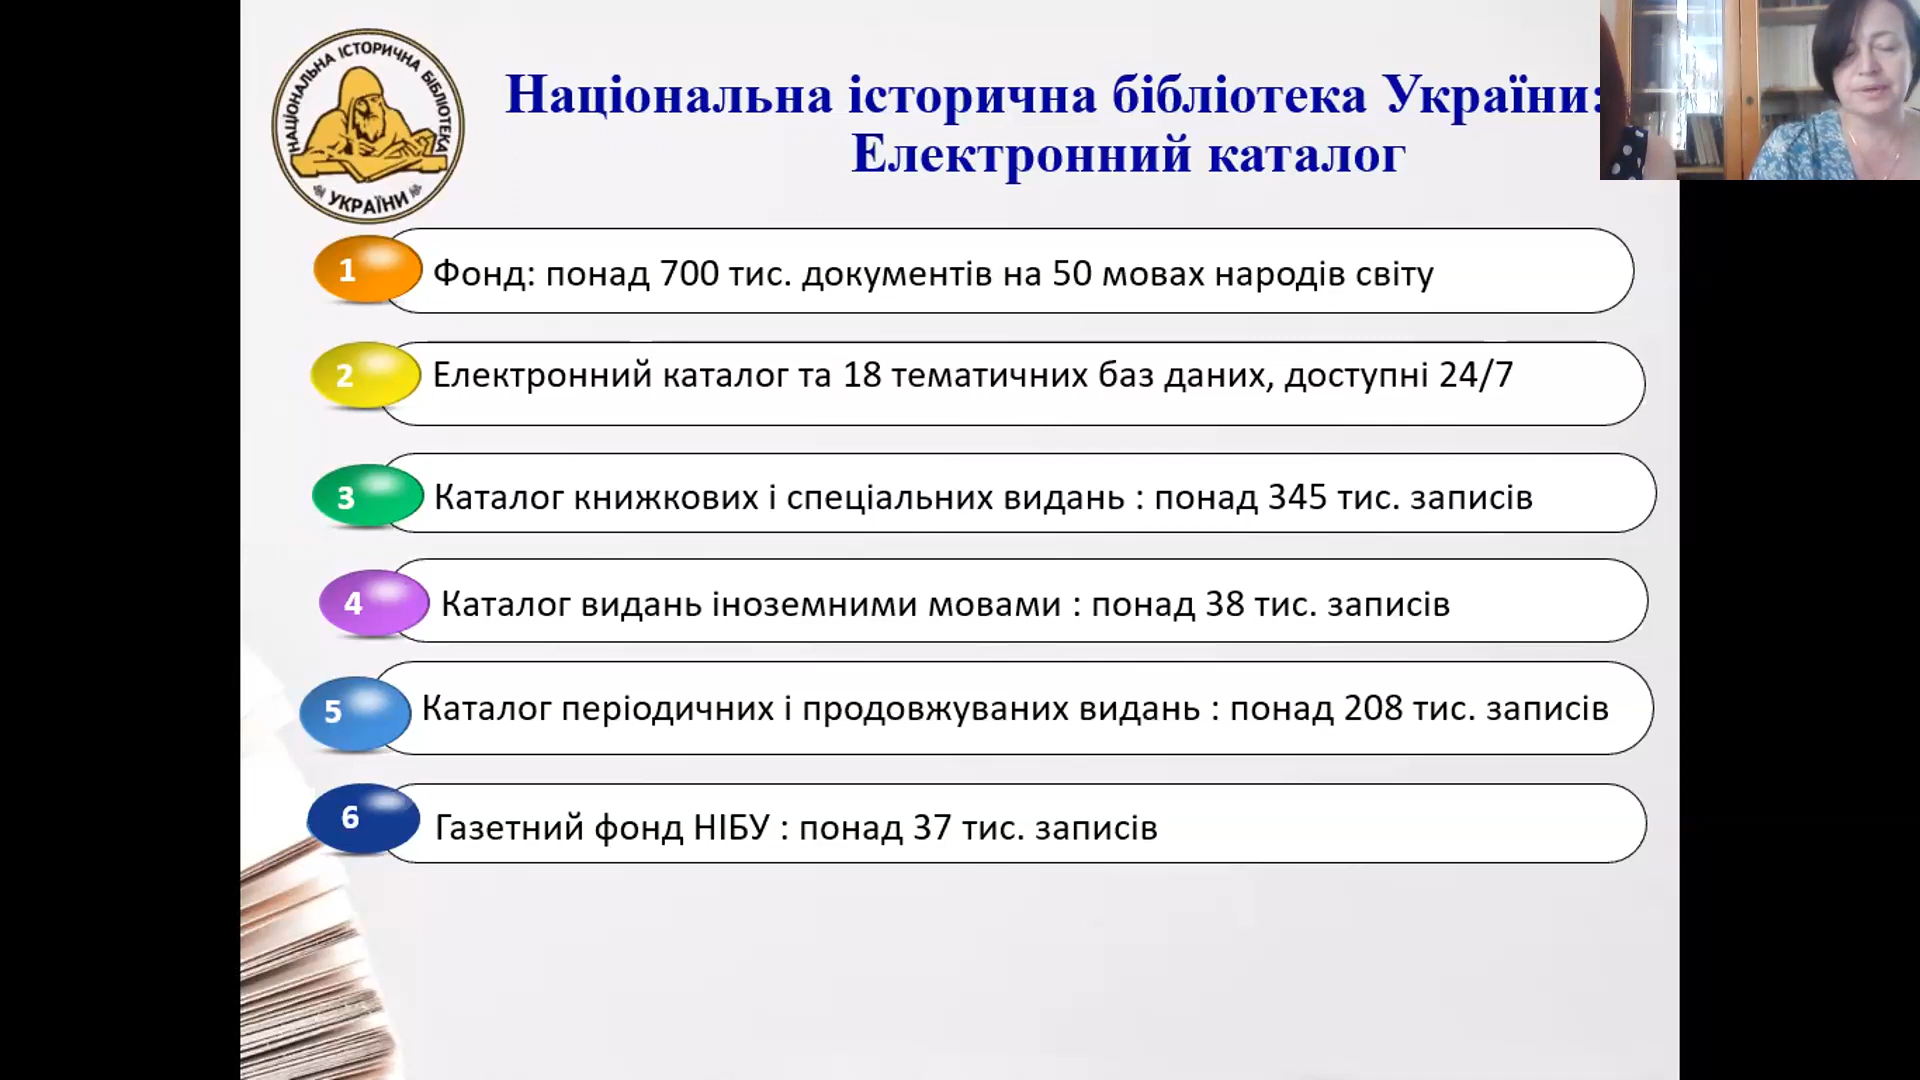 НАЦІОНАЛЬНА ІСТОРИЧНА БІБЛІОТЕКА
УКРАЇНИ
Національна історична бібліотека України:
Електронний каталог
1 Фонд: понад 700 тис. документів на 50 мовах народів світу
2 Електронний каталог та 18 тематичних баз даних, доступні 24/7
3 Каталог книжкових і спеціальних видань : понад 345 тис. записів
4 Каталог видань іноземними мовами : понад 38 тис. записів
5 Каталог періодичних і продовжуваних видань : понад 208 тис. записів
6 Газетний фонд НІБУ : понад 37 тис. записів